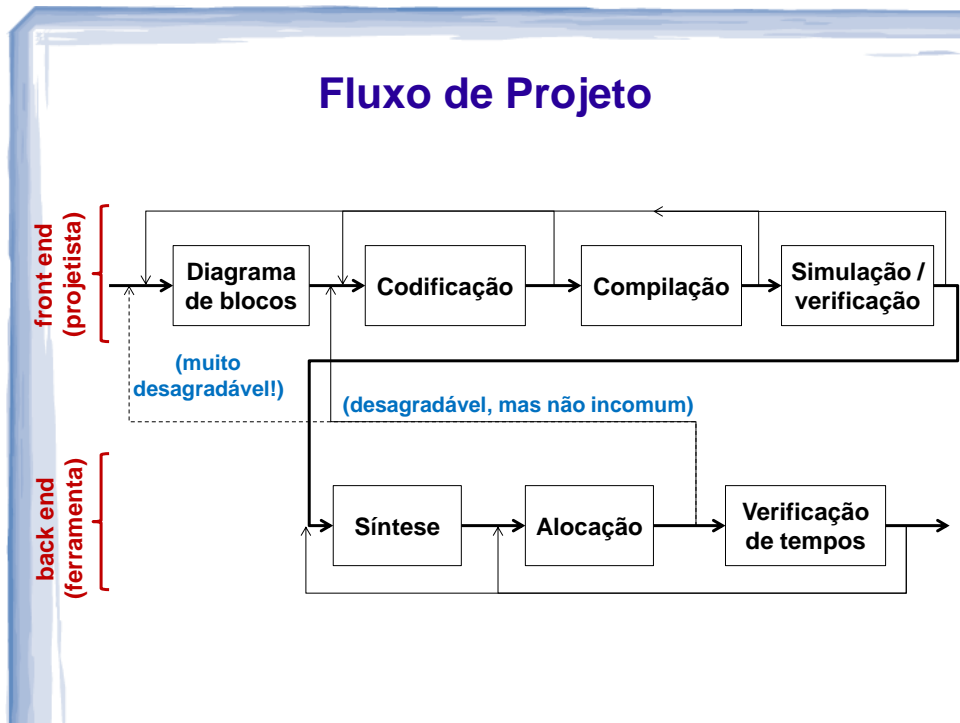 Fluxo de Projeto
front end
(projetista)
Diagrama
de blocos
Codificação
Compilação
Simulação /
verificação
(muito
desagradável!)
(desagradável, mas não incomum)
back end
(ferramenta)
Síntese
Alocação
Verificação
de tempos